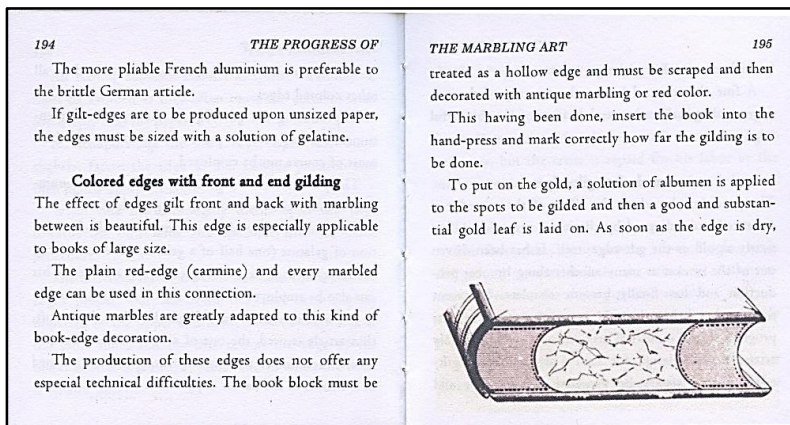 194 THE PROGRESS OF
The more pliable French aluminium is preferable to
the brittle German article.
If gilt-edges are to be produced upon unsized paper,
the edges must be sized with a solution of gelatine.
Colored edges with front and end gilding
The effect of edges gilt front and back with marbling
between is beautiful. This edge is especially applicable
to books of large size.
The plain red-edge (carmine) and every marbled
edge can be used in this connection.
Antique marbles are greatly adapted to this kind of
book-edge decoration.
The production of these edges does not offer any
especial technical difficulties. The book block must be
THE MARBLING ART 195
treated as a hollow edge and must be scraped and then
decorated with antique marbling or red color.
This having been done, insert the book into the
hand-press and mark correctly how far the gilding is to
be done.
To put on the gold, a solution of albumen is applied
to the spots to be gilded and then a good and substan-
tial gold leaf is laid on. As soon as the edge is dry,